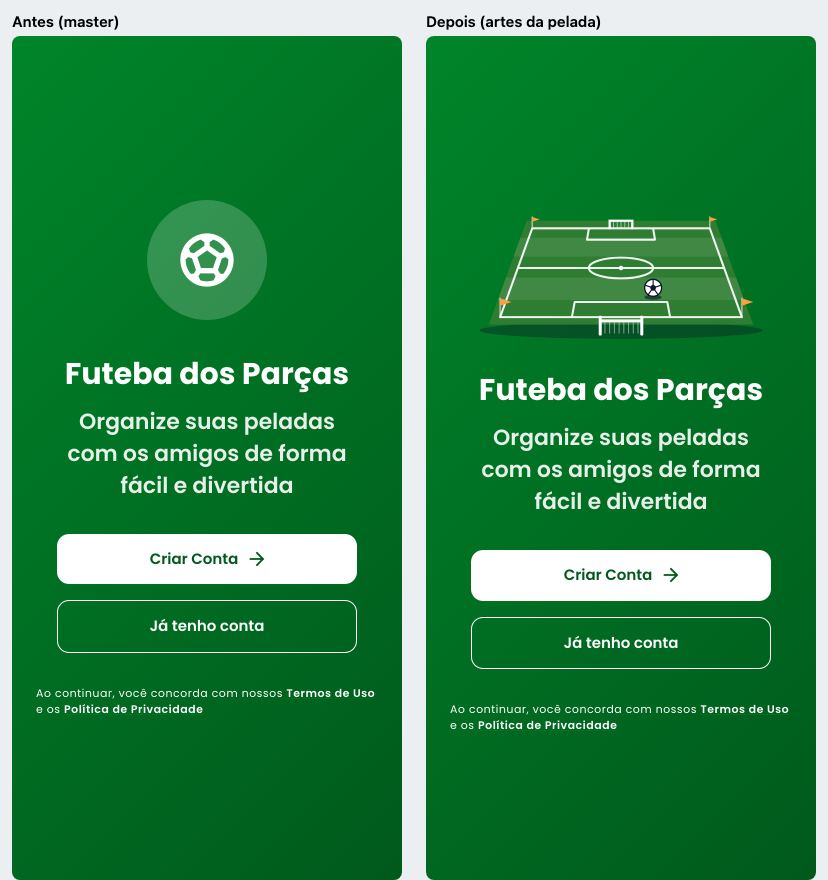 Antes (master)
Futeba dos Parças
Organize suas peladas
com os amigos de forma
fácil e divertida
Criar Conta
Já tenho conta
Ao continuar, você concorda com nossos Termos de Uso
e os Política de Privacidade
Depois (artes da pelada)
Futeba dos Parças
Organize suas peladas
com os amigos de forma
fácil e divertida
Criar Conta
Já tenho conta
Ao continuar, você concorda com nossos Termos de Uso
e os Política de Privacidade